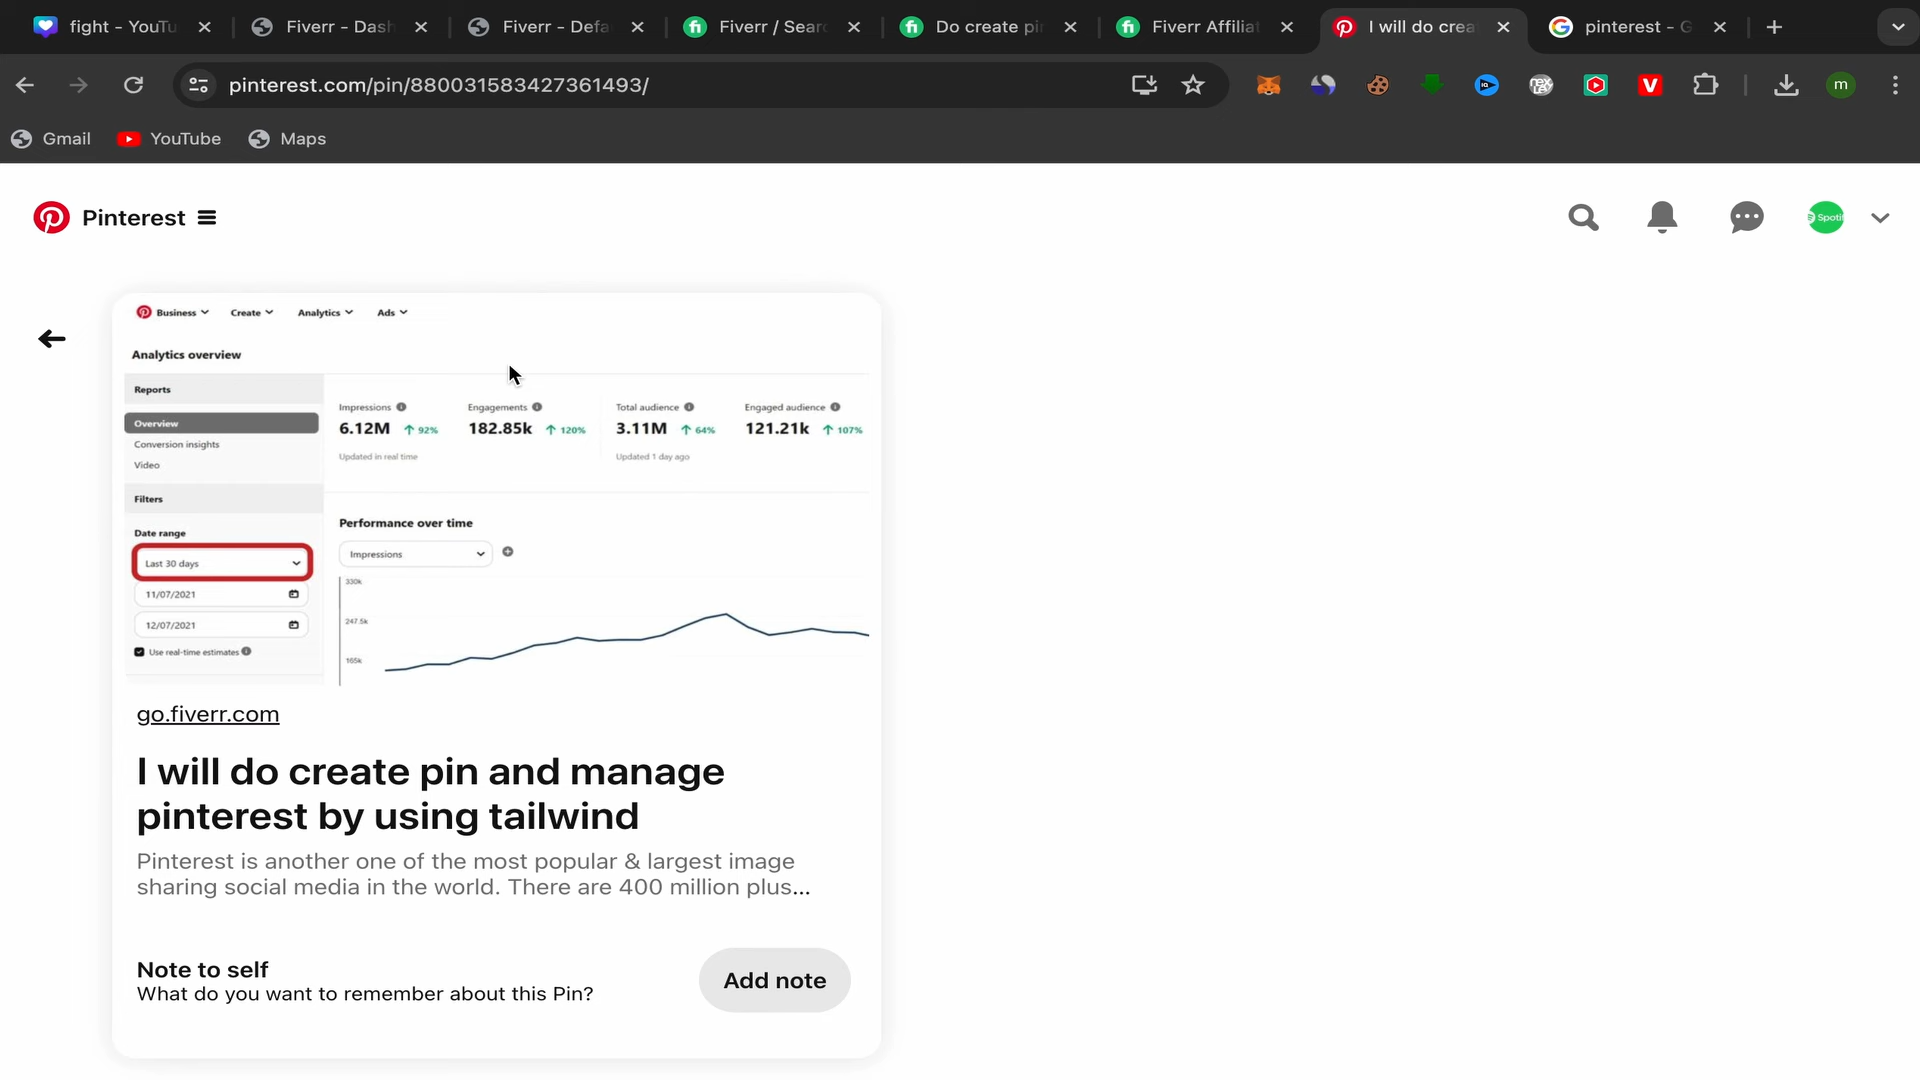 fight - YouTu
Fiverr - Dash
Fiverr - Defa
Fiverr / Sear
Do create pi
Fiverr Affiliat
I will do crea
pinterest - G
pinterest.com/pin/880031583427361493/
m
Gmail
YouTube
Maps
Pinterest
Spotif
Business
Create
Analytics
Ads
Analytics overview
Reports
Overview
Conversion insights
Video
Filters
Date range
Last 30 days
11/07/2021
12/07/2021
Use real-time estimates
Impressions
Engagements
Total audience
Engaged audience
6.12M 92%
182.85k 120%
3.11M 64%
121.21k 107%
Updated in real time
Updated 1 day ago
Performance over time
Impressions
330k
247.5k
165k
go.fiverr.com
I will do create pin and manage
pinterest by using tailwind
Pinterest is another one of the most popular & largest image
sharing social media in the world. There are 400 million plus...
Note to self
What do you want to remember about this Pin?
Add note